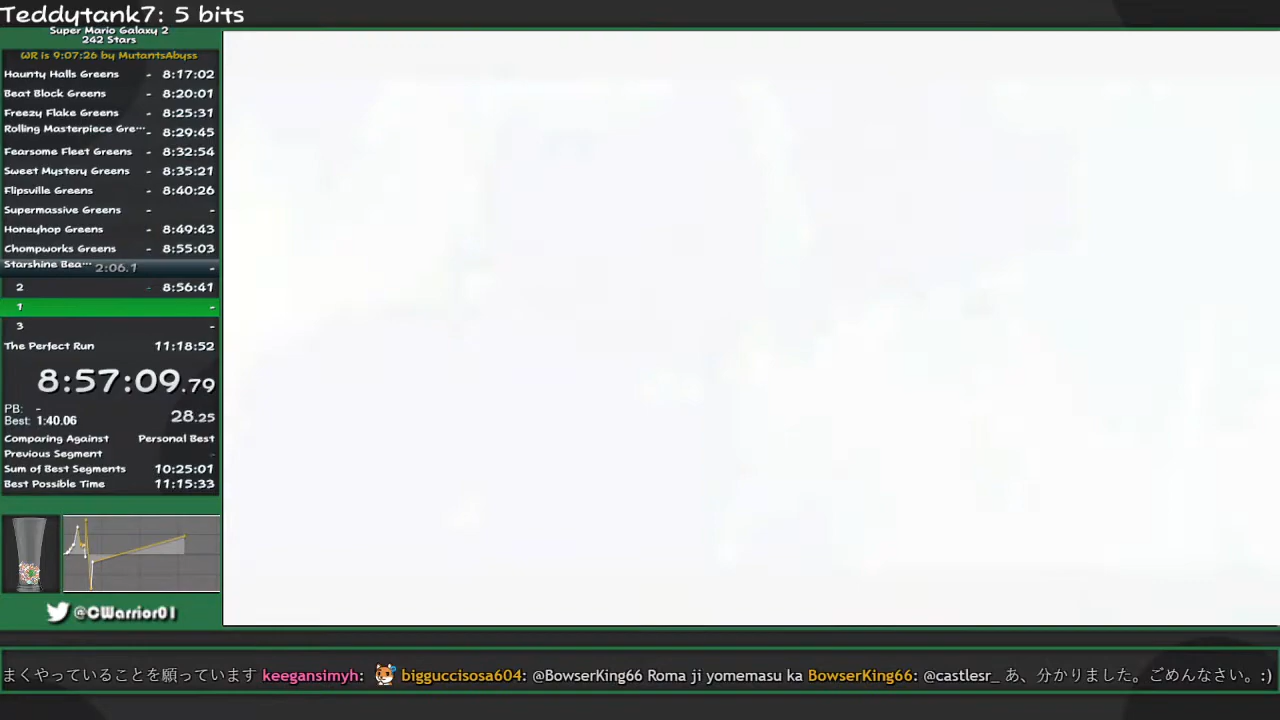 Teddytank7: 5 bits
Super Mario Galaxy 2
242 Stars
WR is 9:07:26 by MutantsAbyss
Haunty Halls Greens - 8:17:02
Beat Block Greens - 8:20:01
Freezy Flake Greens - 8:25:31
Rolling Masterpiece Gre… - 8:29:45
Fearsome Fleet Greens - 8:32:54
Sweet Mystery Greens - 8:35:21
Flipsville Greens - 8:40:26
Supermassive Greens - -
Honeyhop Greens - 8:49:43
Chompworks Greens - 8:55:03
Starshine Bea… 2:06.1 -
2 - 8:56:41
1 -
3 -
The Perfect Run 11:18:52
8:57:09.79
PB: -
Best: 1:40.06 28.25
Comparing Against Personal Best
Previous Segment -
Sum of Best Segments 10:25:01
Best Possible Time 11:15:33
@CWarrior01
まくやっていることを願っています keegansimyh: bigguccisosa604: @BowserKing66 Roma ji yomemasu ka BowserKing66: @castlesr_ あ、分かりました。ごめんなさい。:)